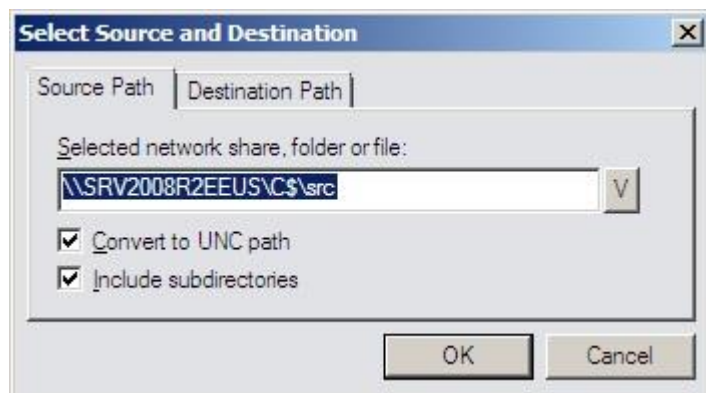 Select Source and Destination
Source Path Destination Path
Selected network share, folder or file:
\\SRV2008R2EEUS\C$\src V
Convert to UNC path
Include subdirectories
OK Cancel